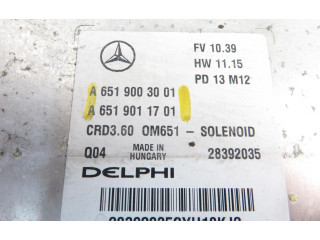 FV 10.39
HW 11.15
PD 13 M12
A 651 900 30 01
A 651 901 17 01
CRD3.60 OM651 - SOLENOID
Q04 MADE IN HUNGARY 28392035
DELPHI